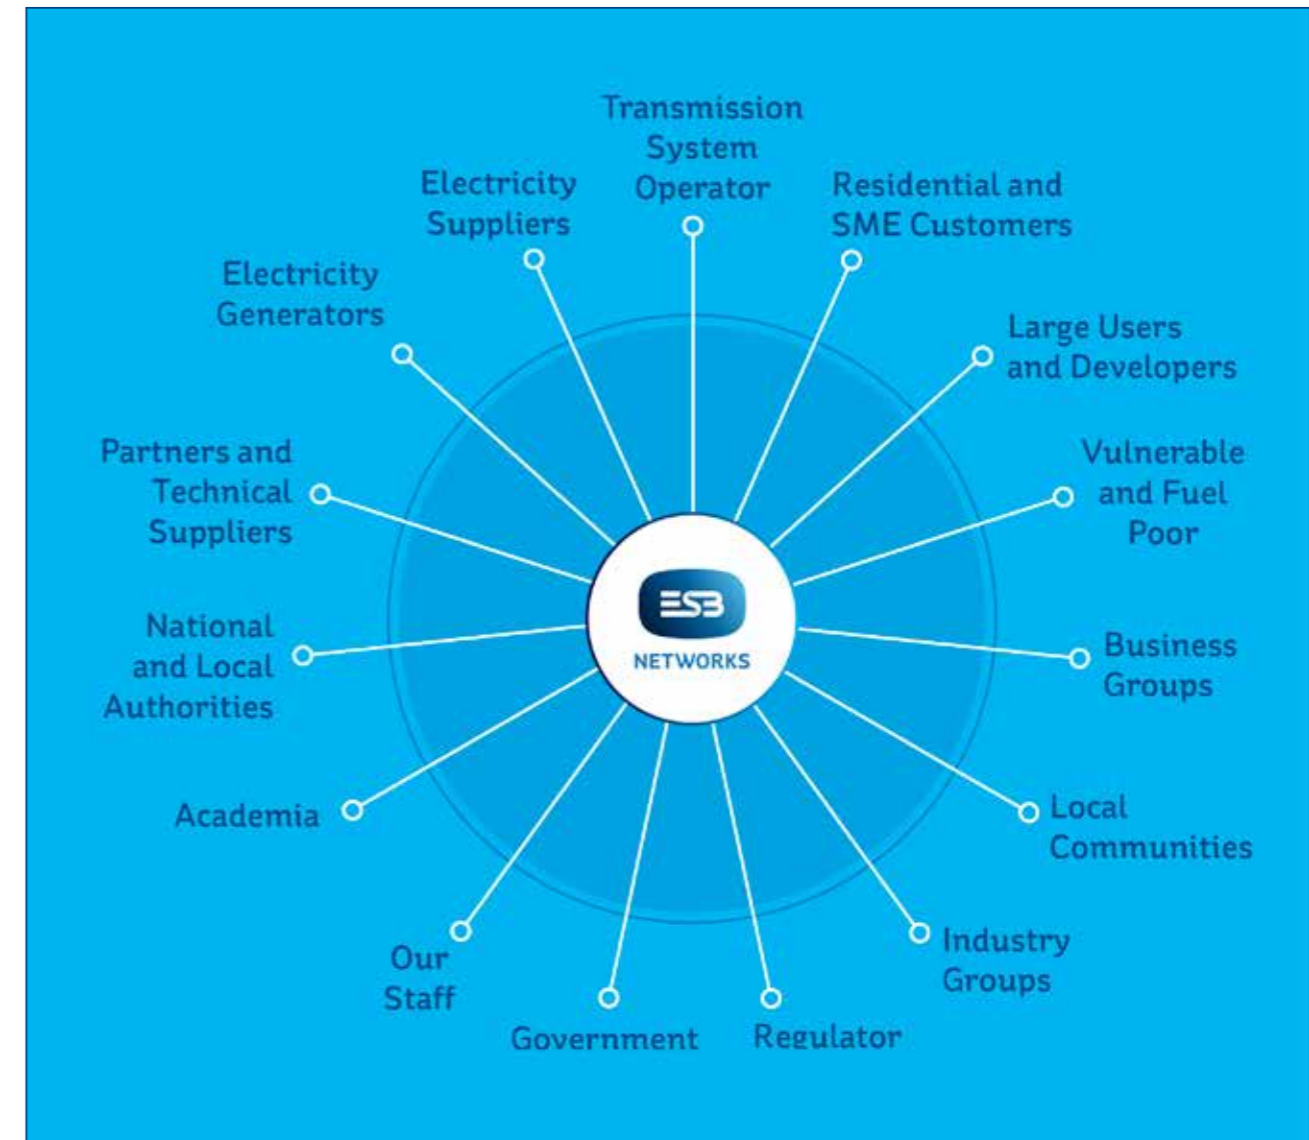 Transmission
System
Operator
Residential and
SME Customers
Large Users
and Developers
Vulnerable
and Fuel
Poor
Business
Groups
Local
Communities
Industry
Groups
Regulator
Government
Our
Staff
Academia
National
and Local
Authorities
Partners and
Technical
Suppliers
Electricity
Generators
Electricity
Suppliers
ESB
NETWORKS